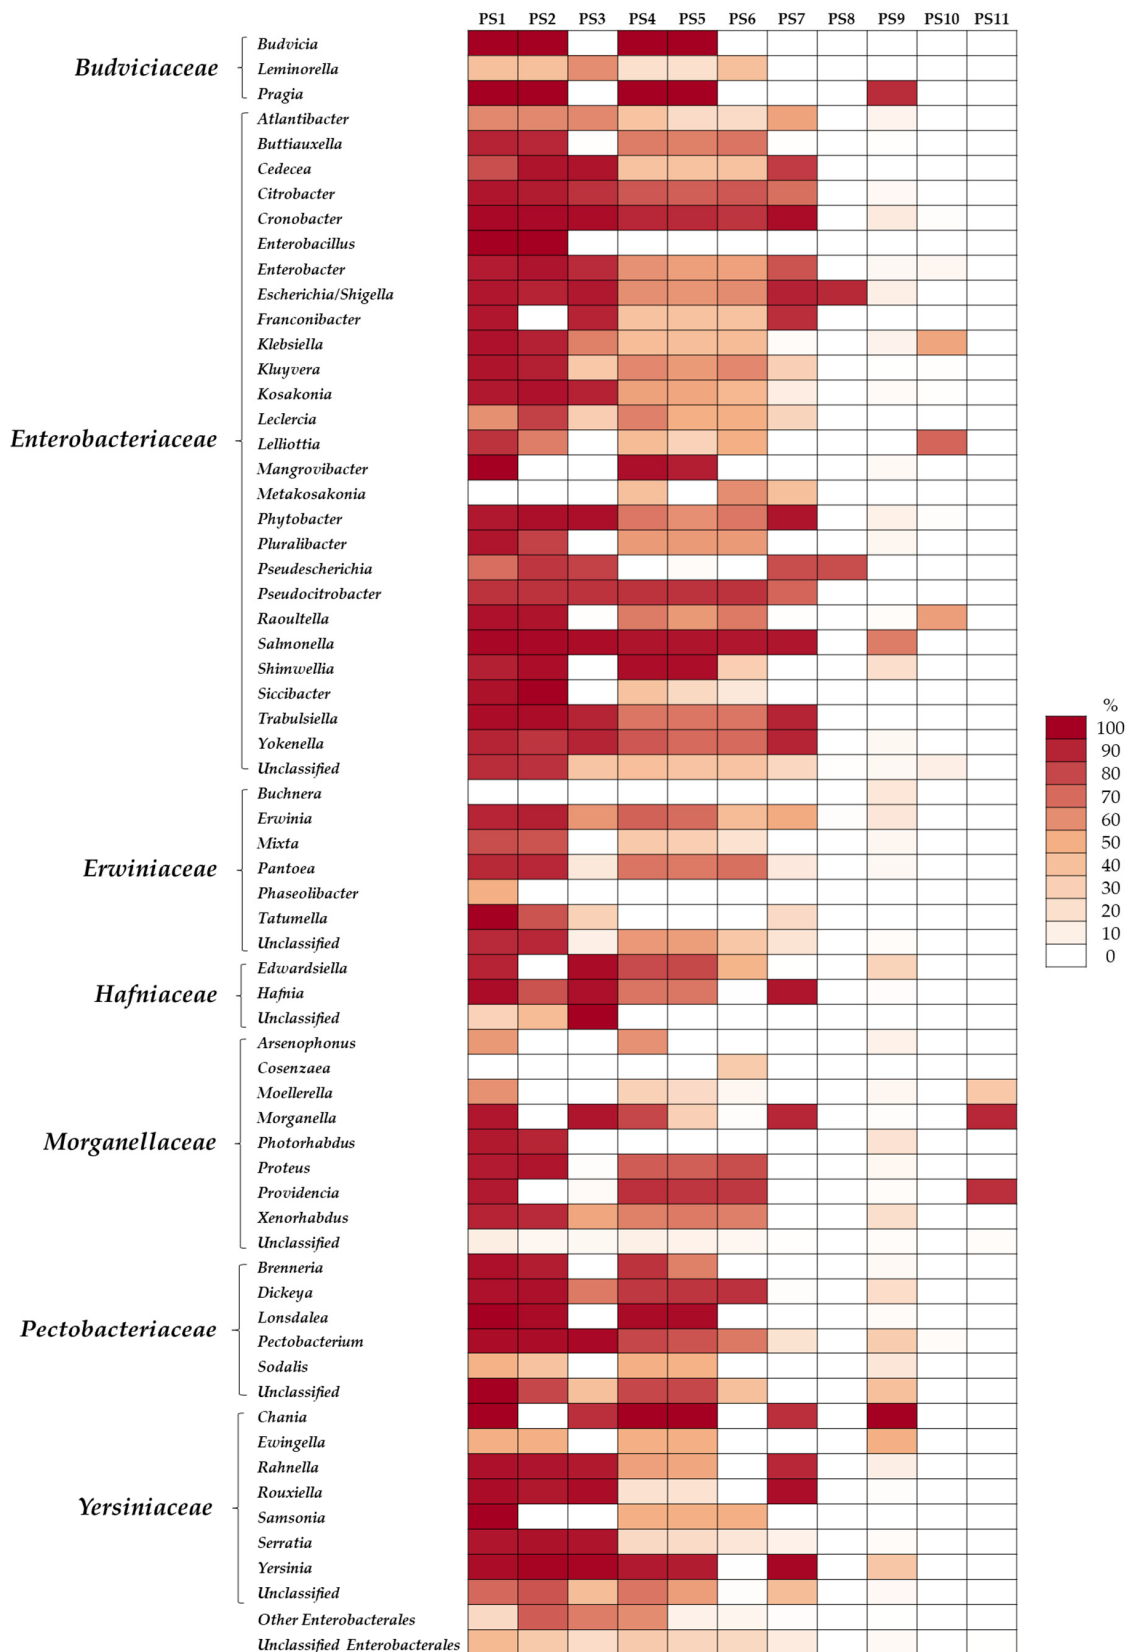 PS1 PS2 PS3 PS4 PS5 PS6 PS7 PS8 PS9 PS10 PS11
Budviciaceae
Budvicia
Leminorella
Pragia
Enterobacteriaceae
Atlantibacter
Buttiauxella
Cedecea
Citrobacter
Cronobacter
Enterobacillus
Enterobacter
Escherichia/Shigella
Franconibacter
Klebsiella
Kluyvera
Kosakonia
Leclercia
Lelliottia
Mangrovibacter
Metakosakonia
Phytobacter
Pluralibacter
Pseudescherichia
Pseudocitrobacter
Raoultella
Salmonella
Shimwellia
Siccibacter
Trabulsiella
Yokenella
Unclassified
Erwiniaceae
Buchnera
Erwinia
Mixta
Pantoea
Phaseolibacter
Tatumella
Unclassified
Hafniaceae
Edwardsiella
Hafnia
Unclassified
Morganellaceae
Arsenophonus
Cosenzaea
Moellerella
Morganella
Photorhabdus
Proteus
Providencia
Xenorhabdus
Unclassified
Pectobacteriaceae
Brenneria
Dickeya
Lonsdalea
Pectobacterium
Sodalis
Unclassified
Yersiniaceae
Chania
Ewingella
Rahnella
Rouxiella
Samsonia
Serratia
Yersinia
Unclassified
Other Enterobacterales
Unclassified Enterobacterales
%
100
90
80
70
60
50
40
30
20
10
0